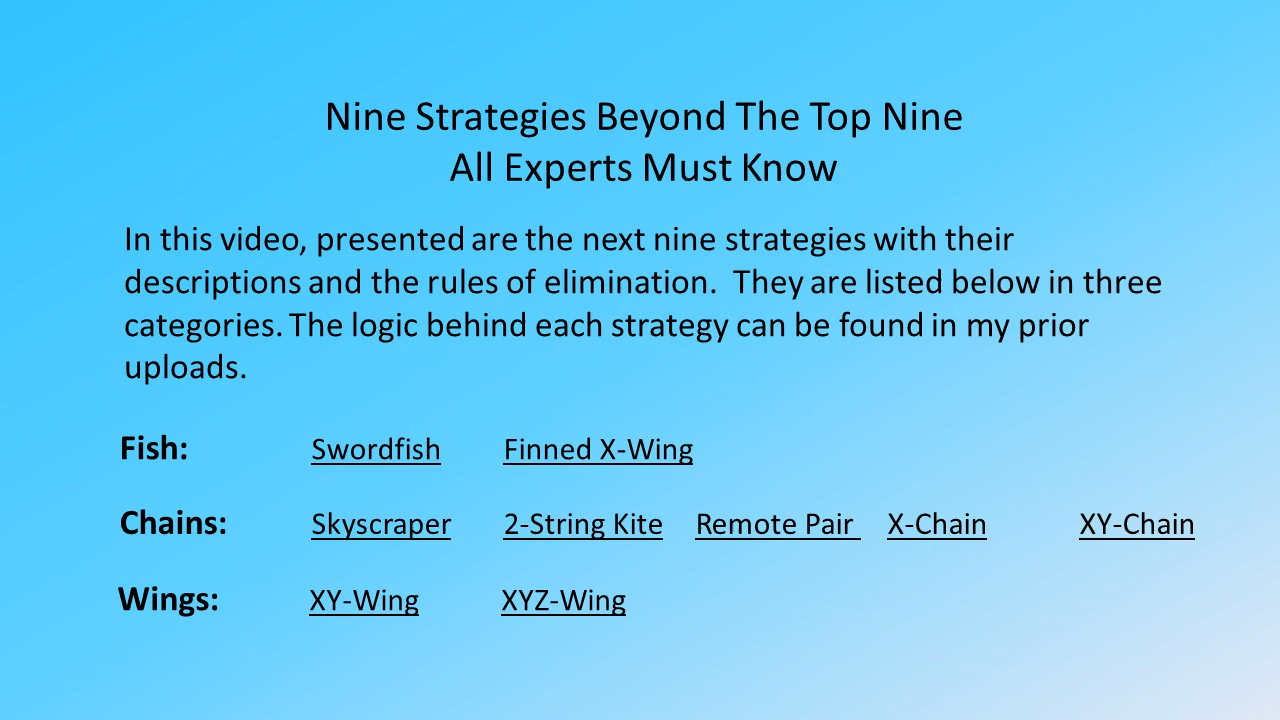 Nine Strategies Beyond The Top Nine
All Experts Must Know
In this video, presented are the next nine strategies with their
descriptions and the rules of elimination.  They are listed below in three
categories. The logic behind each strategy can be found in my prior
uploads.
Fish: Swordfish Finned X-Wing
Chains: Skyscraper 2-String Kite Remote Pair X-Chain XY-Chain
Wings: XY-Wing XYZ-Wing